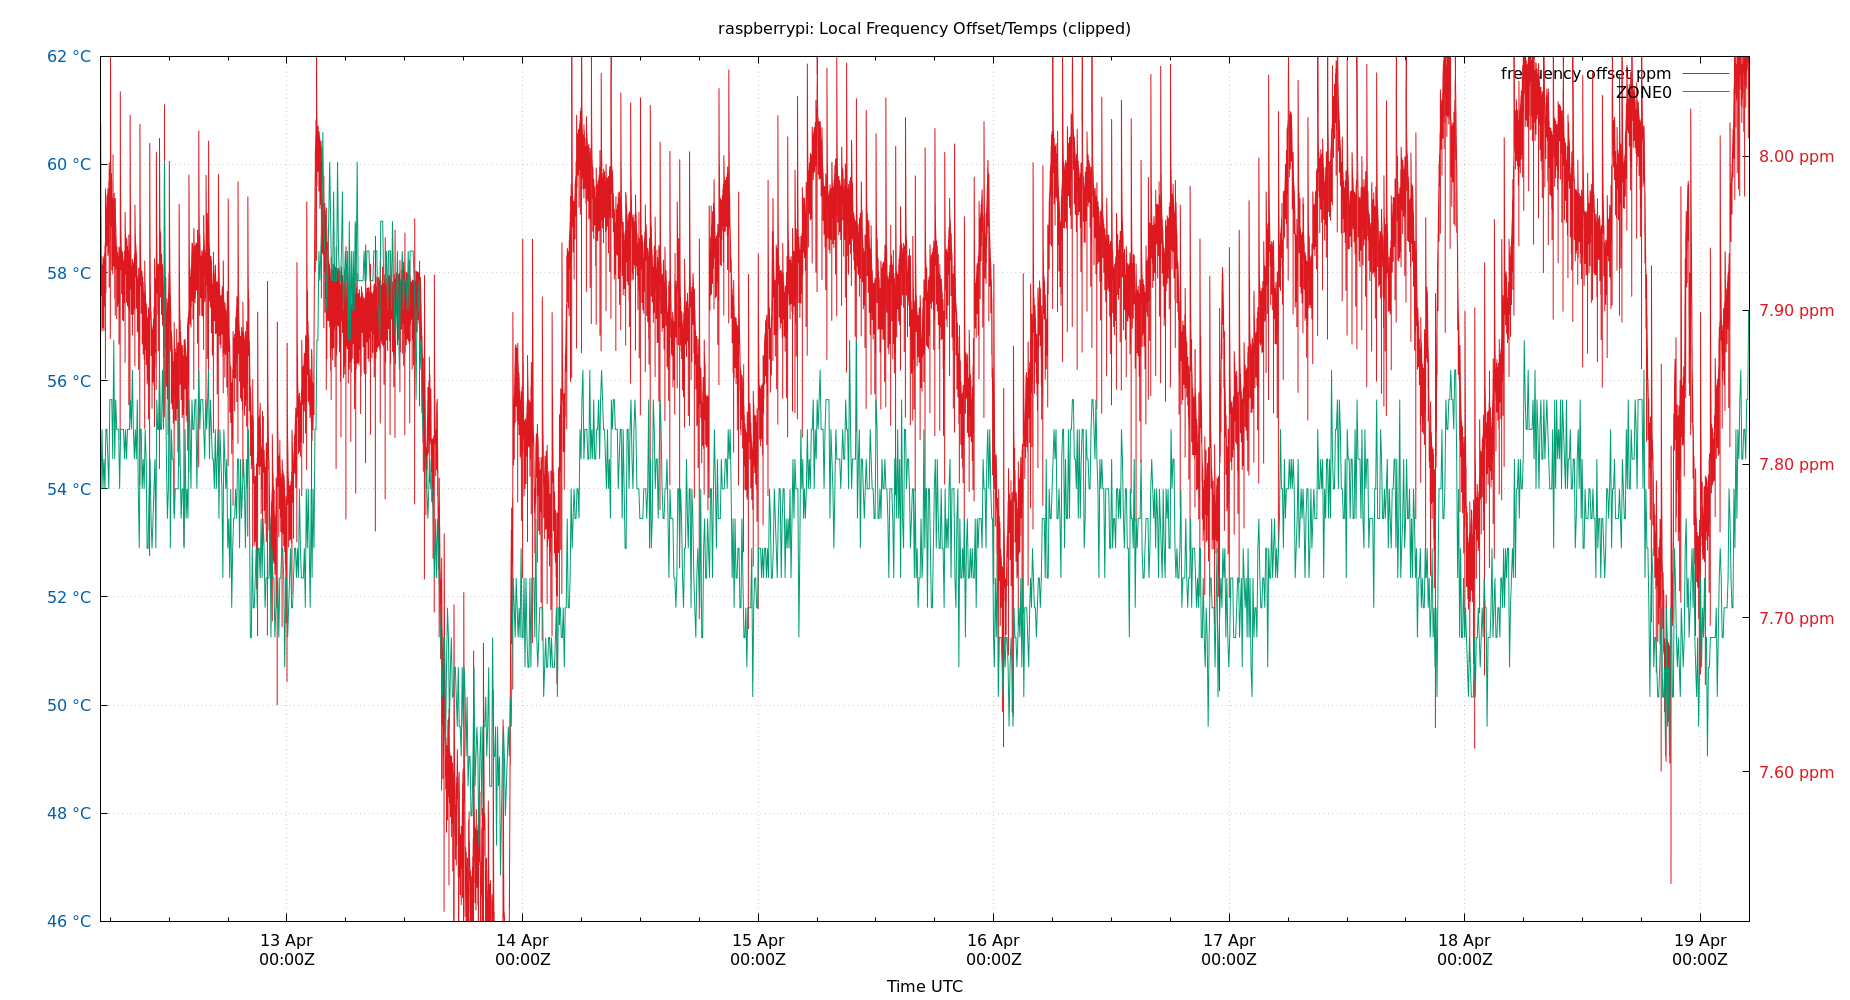 raspberrypi: Local Frequency Offset/Temps (clipped)
62 °C
60 °C
58 °C
56 °C
54 °C
52 °C
50 °C
48 °C
46 °C
frequency offset ppm
ZONE0
8.00 ppm
7.90 ppm
7.80 ppm
7.70 ppm
7.60 ppm
13 Apr
00:00Z
14 Apr
00:00Z
15 Apr
00:00Z
16 Apr
00:00Z
17 Apr
00:00Z
18 Apr
00:00Z
19 Apr
00:00Z
Time UTC